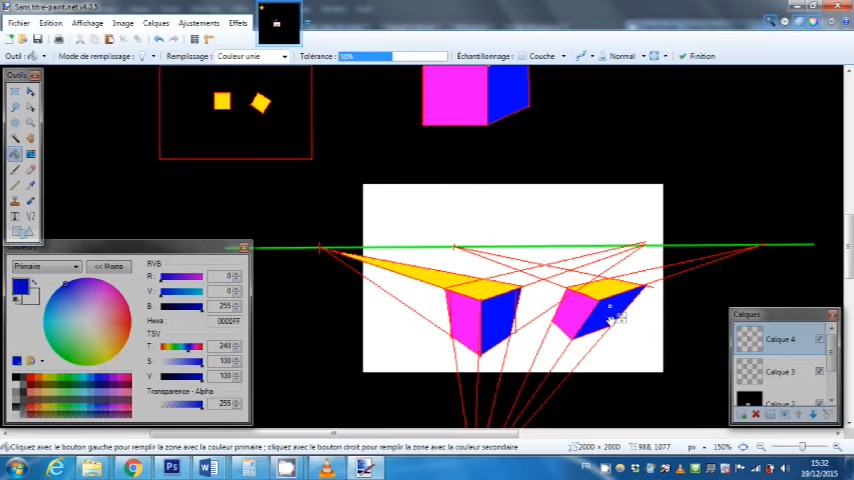 Sans titre-paint.net v4.3.5
Fichier Edition Affichage Image Calques Ajustements Effets
Outil : Mode de remplissage : Remplissage: Couleur unie Tolérance : 50% Échantillonnage : Couche Normal Finition
Outils
Primaire << Moins RVB
R : 0
V : 0
B : 255
Hexa : 0000FF
TSV
T : 240
S : 100
V : 100
Transparence - Alpha
255
Calques
Calque 4
Calque 3
Calque 2
Cliquez avec le bouton gauche pour remplir la zone avec la couleur primaire ; cliquez avec le bouton droit pour remplir la zone avec la couleur secondaire 2000 × 2000 988, 1077 px 150%
FR 15:32
19/12/2015